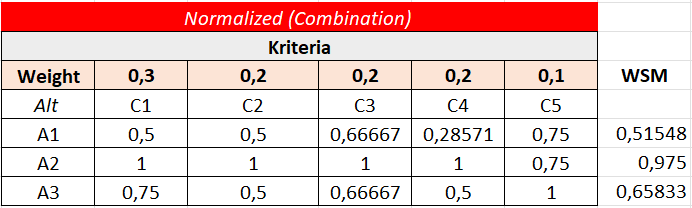 Normalized (Combination)
Kriteria
Weight 0,3 0,2 0,2 0,2 0,1 WSM
Alt C1 C2 C3 C4 C5
A1 0,5 0,5 0,66667 0,28571 0,75 0,51548
A2 1 1 1 1 0,75 0,975
A3 0,75 0,5 0,66667 0,5 1 0,65833